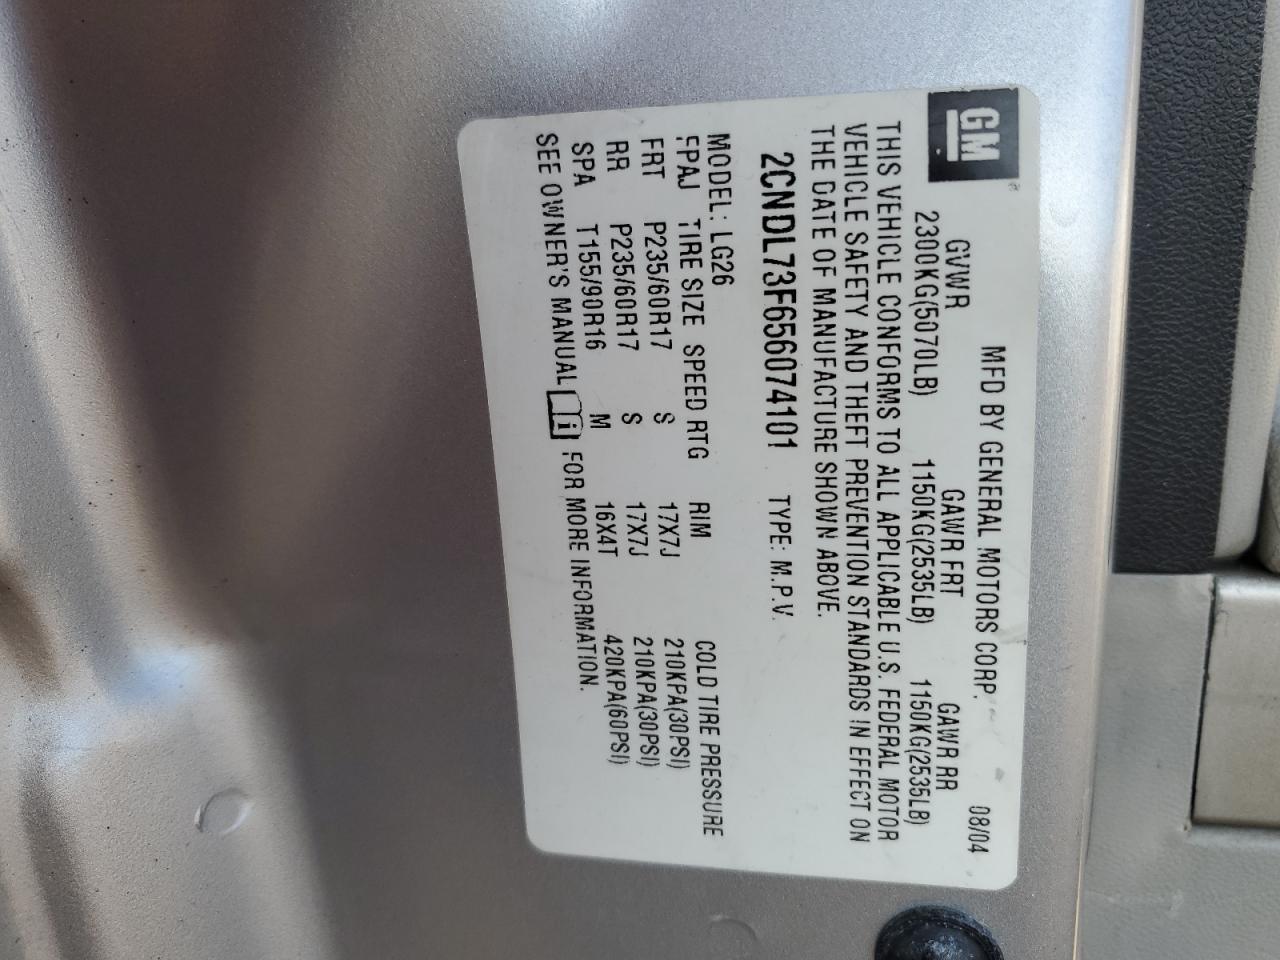 GM
MFD BY GENERAL MOTORS CORP. 08/04
GVWR GAWR FRT GAWR RR
2300KG(5070LB) 1150KG(2535LB) 1150KG(2535LB)
THIS VEHICLE CONFORMS TO ALL APPLICABLE U.S. FEDERAL MOTOR
VEHICLE SAFETY AND THEFT PREVENTION STANDARDS IN EFFECT ON
THE DATE OF MANUFACTURE SHOWN ABOVE.
2CNDL73F656074101 TYPE: M.P.V.
MODEL: LG26
FPAJ TIRE SIZE SPEED RTG RIM COLD TIRE PRESSURE
FRT P235/60R17 S 17X7J 210KPA(30PSI)
RR P235/60R17 S 17X7J 210KPA(30PSI)
SPA T155/90R16 M 16X4T 420KPA(60PSI)
SEE OWNER'S MANUAL i FOR MORE INFORMATION.